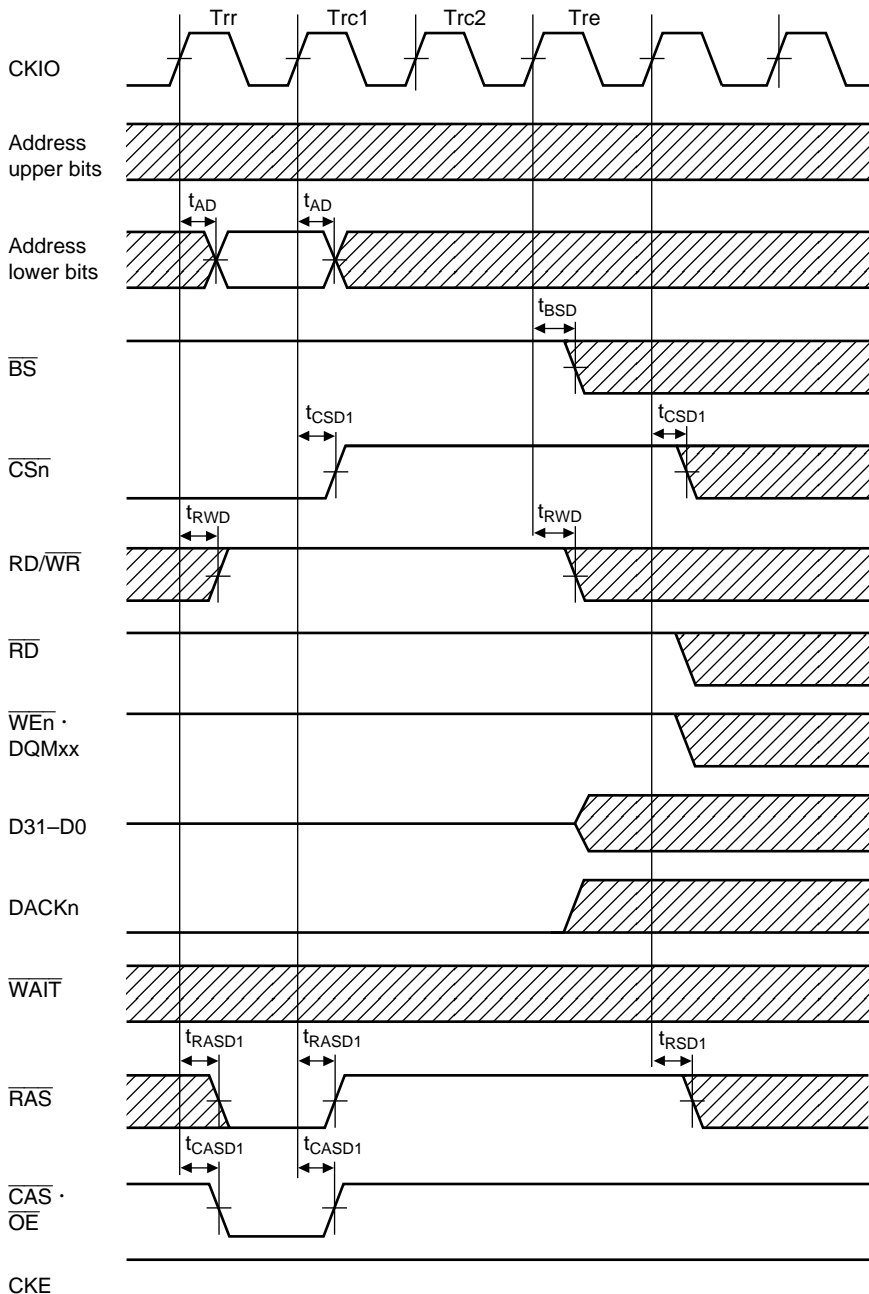 Trr Trc1 Trc2 Tre
CKIO
Address
upper bits
tAD tAD
Address
lower bits
tBSD
BS
tCSD1 tCSD1
CSn
tRWD tRWD
RD/WR
RD
WEn ·
DQMxx
D31–D0
DACKn
WAIT
tRASD1 tRASD1 tRSD1
RAS
tCASD1 tCASD1
CAS ·
OE
CKE